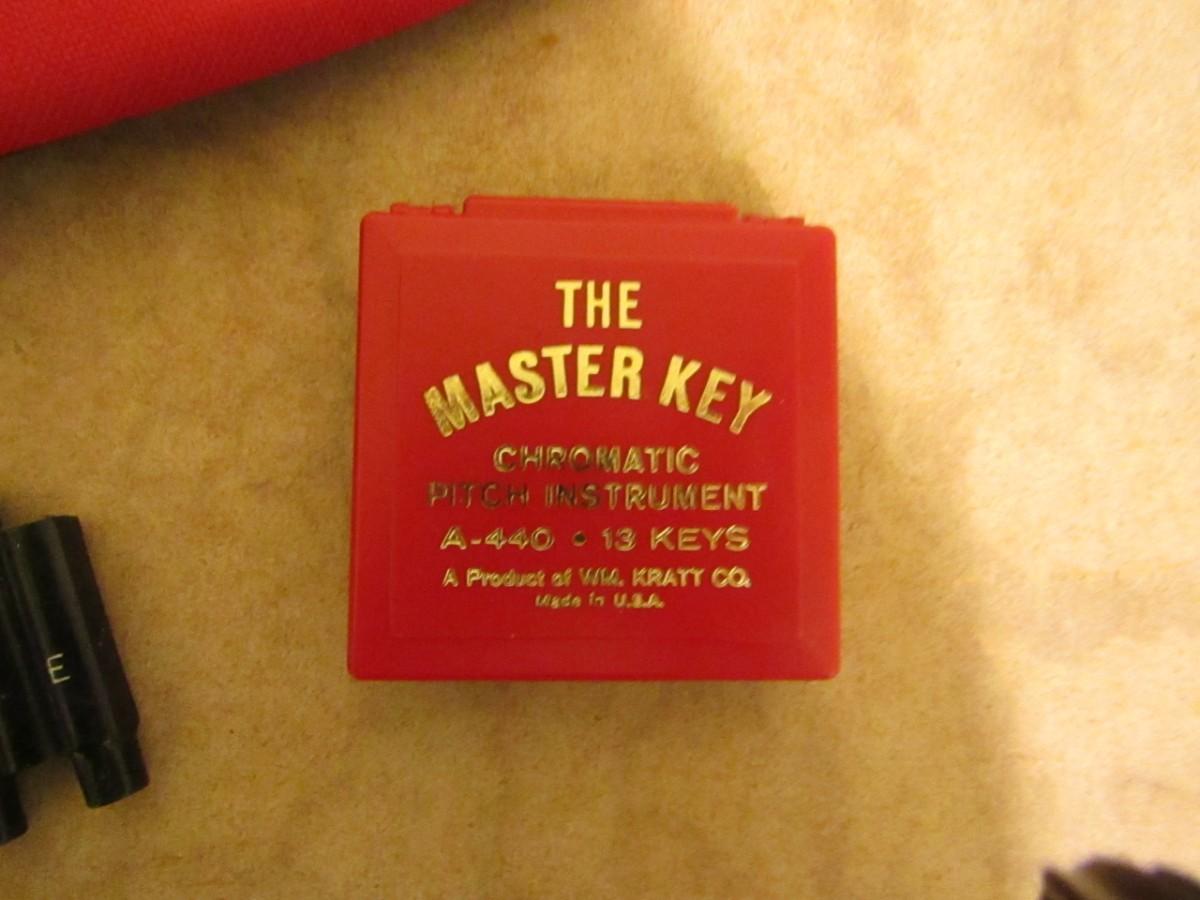 THE
MASTER KEY
CHROMATIC
PITCH INSTRUMENT
A-440 • 13 KEYS
A Product of WM. KRATT CO.
Made in U.S.A.
E